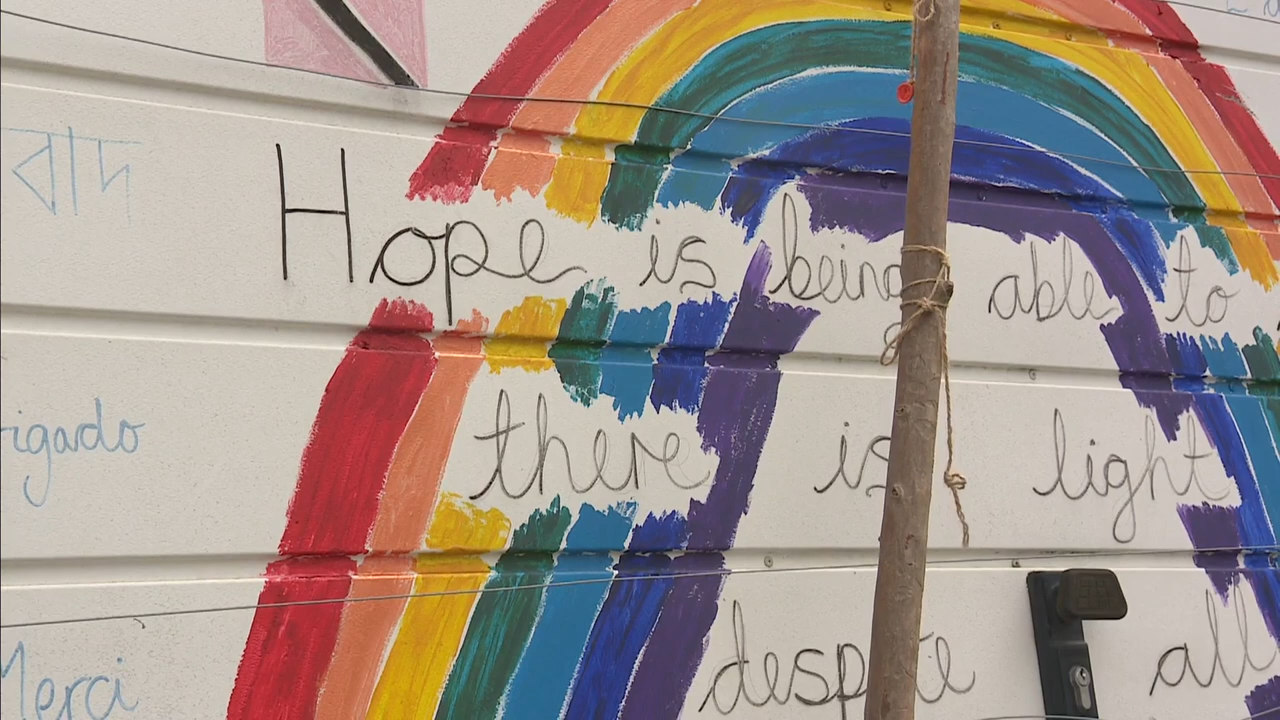 Hope is being able to
there is light
despite all
বাদ
rigado
Merci